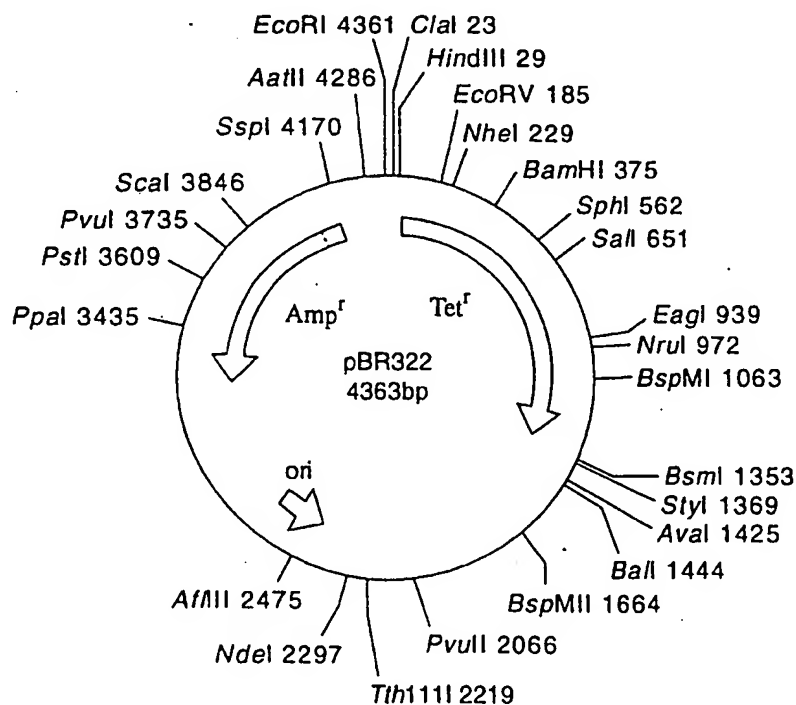 EcoRI 4361
ClaI 23
HindIII 29
AatII 4286
EcoRV 185
SspI 4170
NheI 229
BamHI 375
ScaI 3846
SphI 562
PvuI 3735
SalI 651
PstI 3609
PpaI 3435
Ampʳ
Tetʳ
EagI 939
NruI 972
pBR322
4363bp
BspMI 1063
ori
BsmI 1353
StyI 1369
AvaI 1425
BalI 1444
AflIII 2475
BspMII 1664
NdeI 2297
PvuII 2066
Tth111I 2219